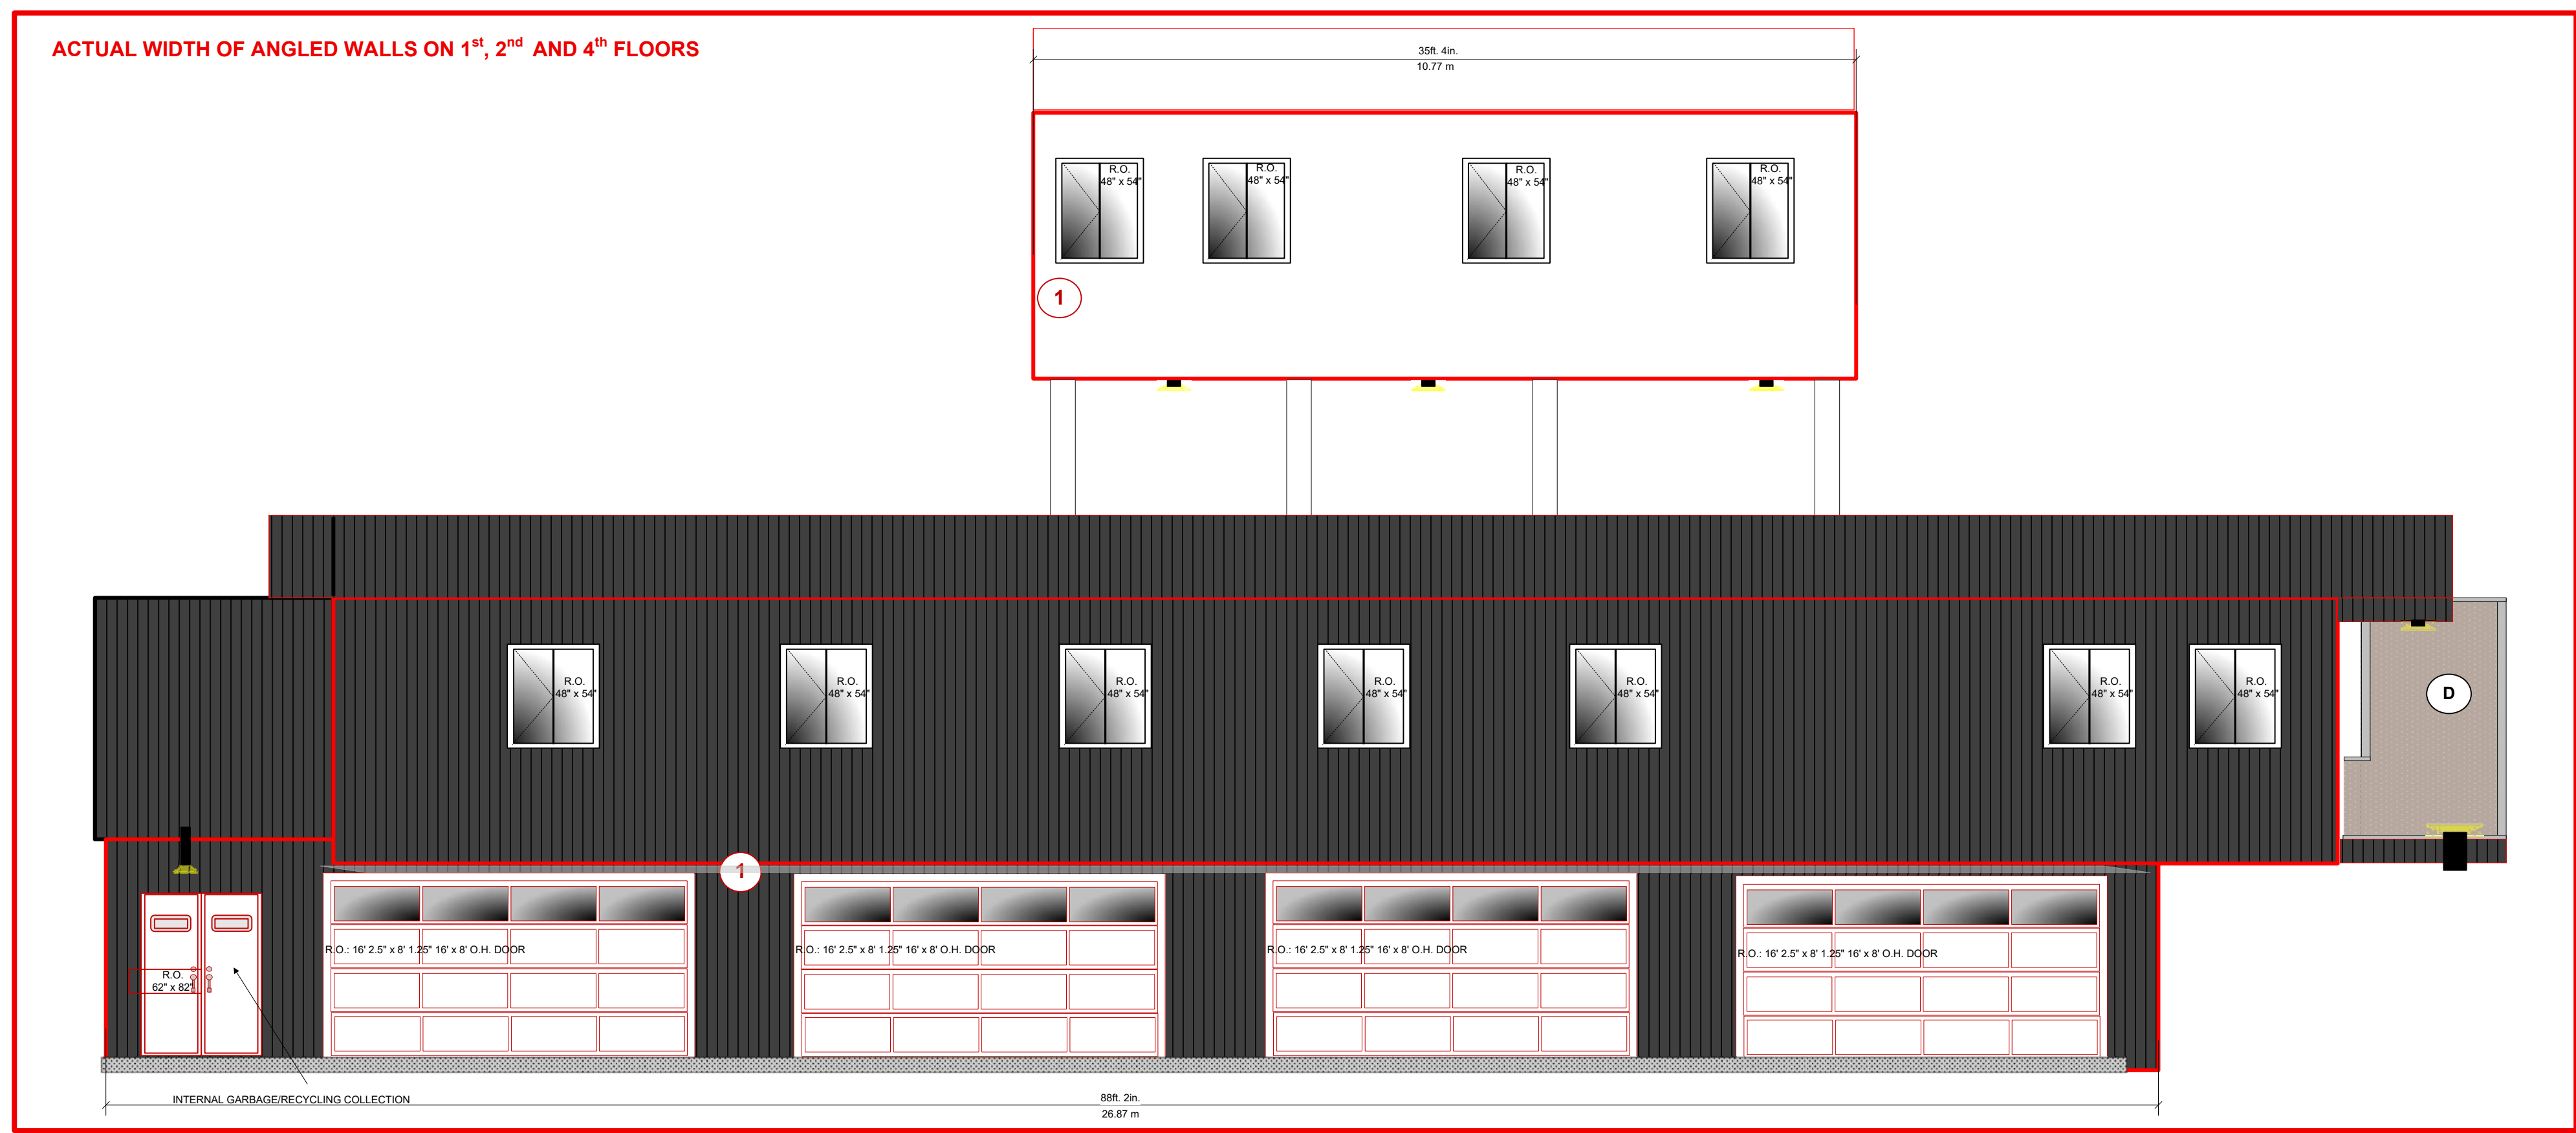 ACTUAL WIDTH OF ANGLED WALLS ON 1st, 2nd AND 4th FLOORS
35ft. 4in.
10.77 m
R.O.
48" x 54"
R.O.
48" x 54"
R.O.
48" x 54"
R.O.
48" x 54"
1
R.O.
48" x 54"
R.O.
48" x 54"
R.O.
48" x 54"
R.O.
48" x 54"
R.O.
48" x 54"
R.O.
48" x 54"
R.O.
48" x 54"
D
1
R.O.
62" x 82"
R.O.: 16' 2.5" x 8' 1.25" 16' x 8' O.H. DOOR
R.O.: 16' 2.5" x 8' 1.25" 16' x 8' O.H. DOOR
R.O.: 16' 2.5" x 8' 1.25" 16' x 8' O.H. DOOR
R.O.: 16' 2.5" x 8' 1.25" 16' x 8' O.H. DOOR
INTERNAL GARBAGE/RECYCLING COLLECTION
88ft. 2in.
26.87 m